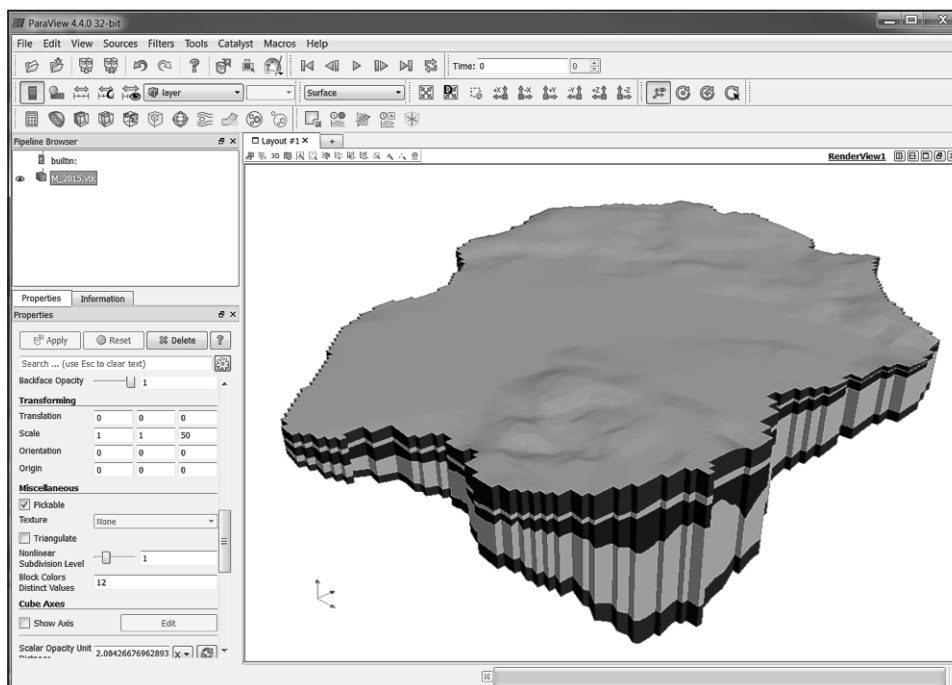 ParaView 4.4.0 32-bit
File Edit View Sources Filters Tools Catalyst Macros Help
Time: 0 0
layer Surface
Pipeline Browser
Layout #1 X +
builtin:
3D RenderView1
M_2015.vtk
Properties Information
Properties
Apply Reset Delete ?
Search ... (use Esc to clear text)
Backface Opacity 1
Transforming
Translation 0 0 0
Scale 1 1 50
Orientation 0 0 0
Origin 0 0 0
Miscellaneous
Pickable
Texture None
Triangulate
Nonlinear
Subdivision Level 1
Block Colors
Distinct Values 12
Cube Axes
Show Axis Edit
Scalar Opacity Unit
Distance 2.08426676962893 X